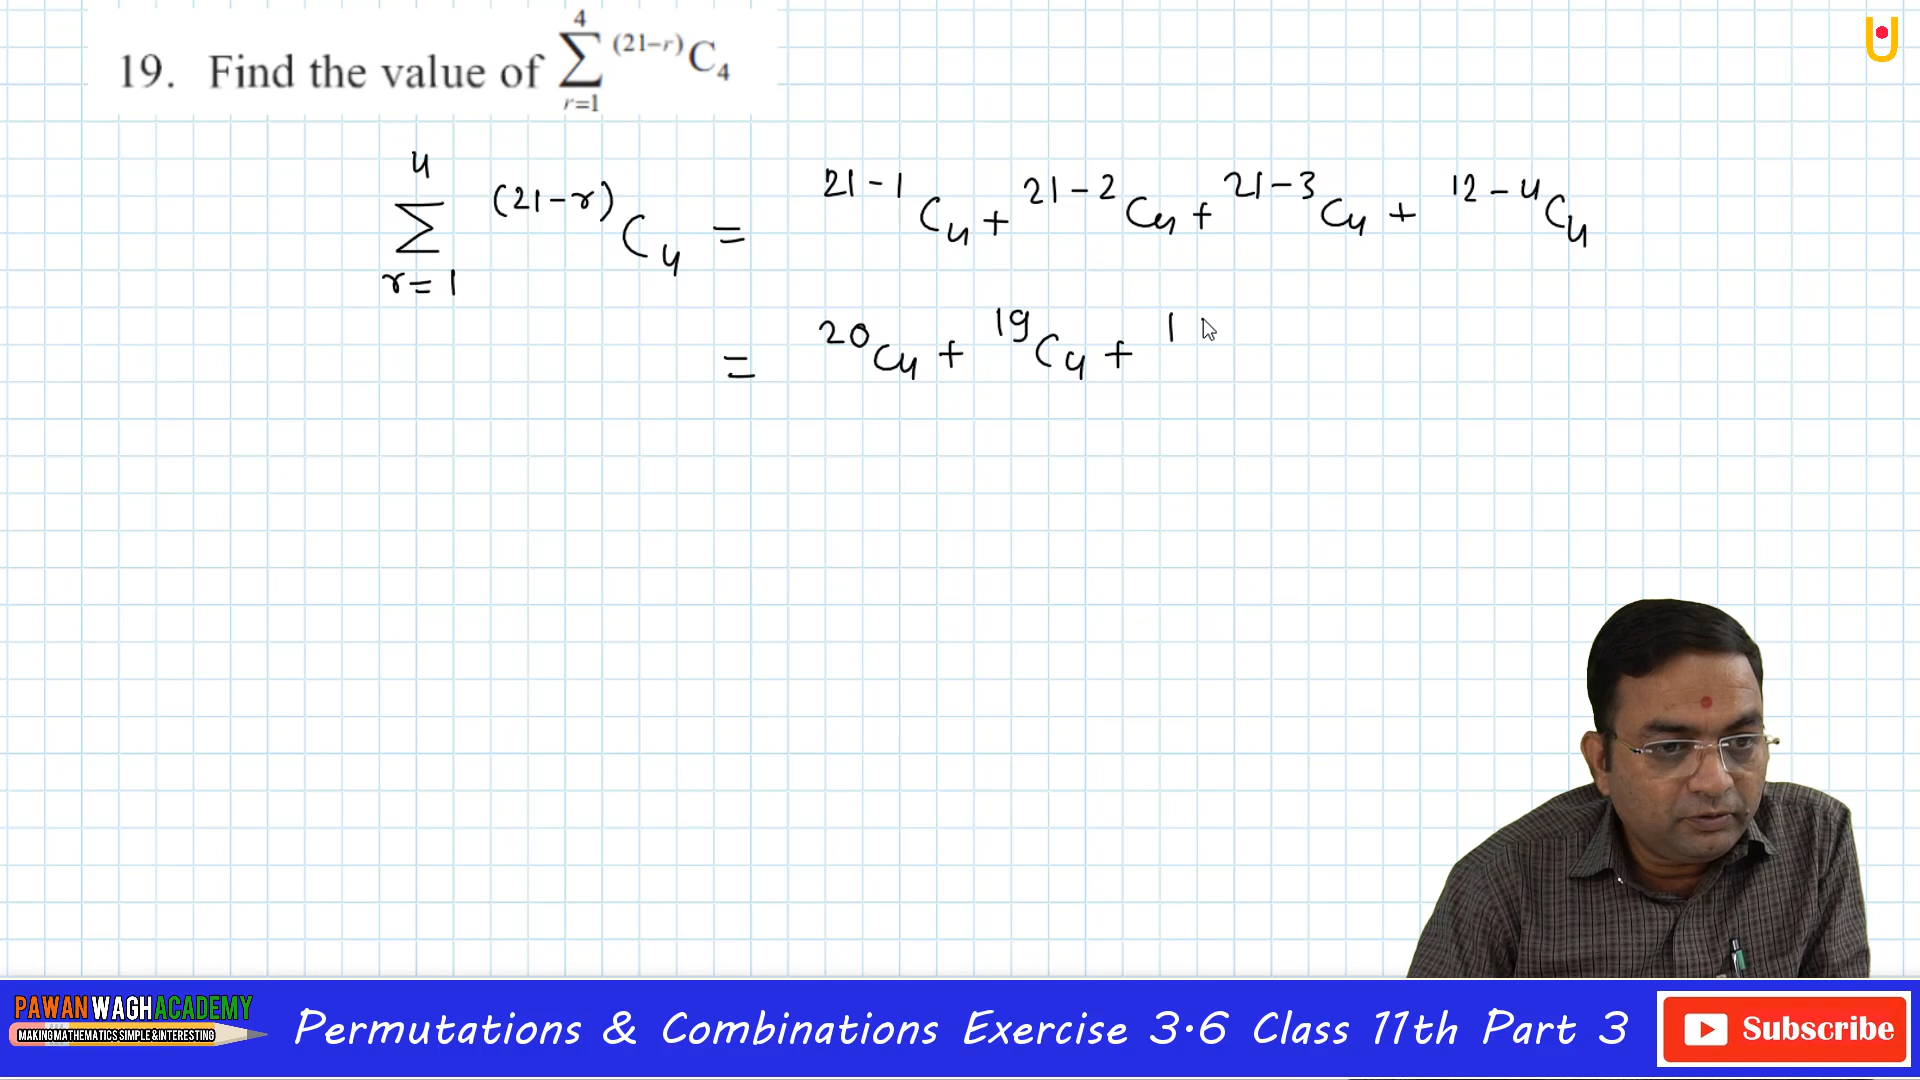 19. Find the value of \sum_{r=1}^{4} {}^{(21-r)}C_4
\sum_{r=1}^{4} {}^{(21-r)}C_4 = {}^{21-1}C_4 + {}^{21-2}C_4 + {}^{21-3}C_4 + {}^{12-4}C_4
= {}^{20}C_4 + {}^{19}C_4 + 1
PAWAN WAGH ACADEMY
MAKING MATHEMATICS SIMPLE & INTERESTING
Permutations & Combinations Exercise 3.6 Class 11th Part 3
Subscribe